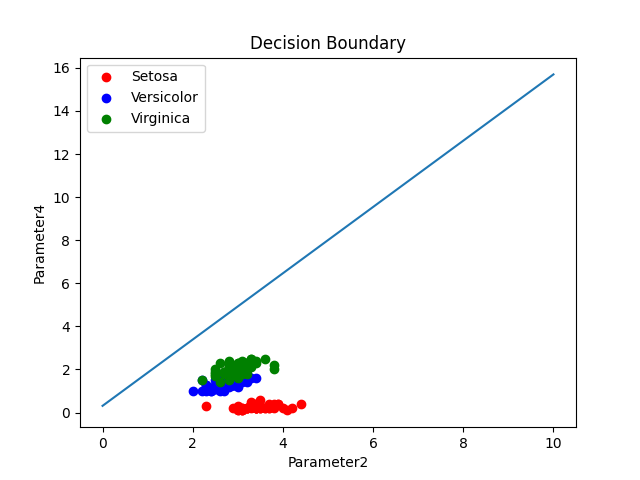 Decision Boundary
Setosa
Versicolor
Virginica
Parameter4
16
14
12
10
8
6
4
2
0
0 2 4 6 8 10
Parameter2